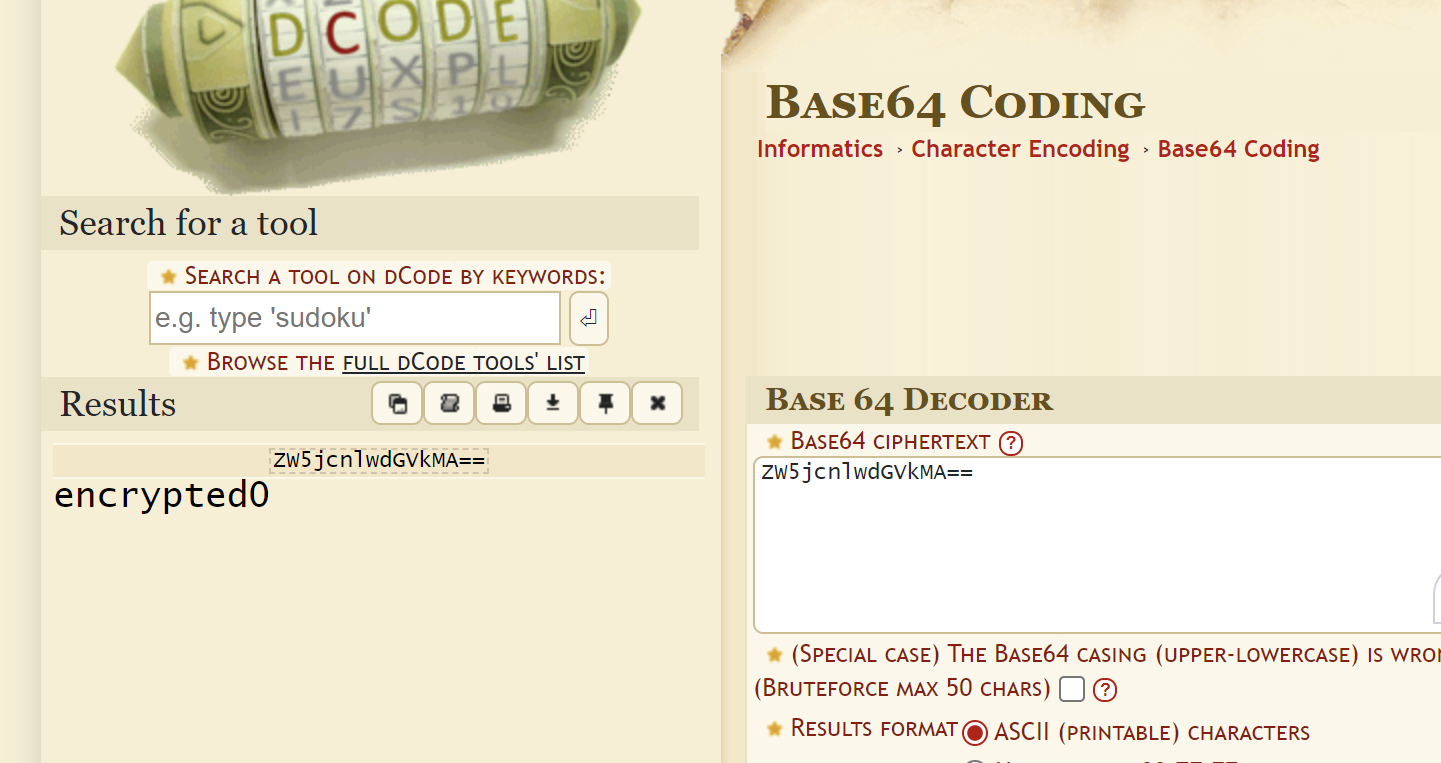 DCODE
EUXPL
Search for a tool
★ SEARCH A TOOL ON DCODE BY KEYWORDS:
e.g. type 'sudoku'
★ BROWSE THE FULL DCODE TOOLS' LIST
Results
ZW5jcnlwdGVkMA==
encrypted0
BASE64 CODING
Informatics › Character Encoding › Base64 Coding
BASE 64 DECODER
★ BASE64 CIPHERTEXT ?
ZW5jcnlwdGVkMA==
★ (SPECIAL CASE) THE BASE64 CASING (UPPER-LOWERCASE) IS
(BRUTEFORCE MAX 50 CHARS) ?
★ RESULTS FORMAT ASCII (PRINTABLE) CHARACTERS